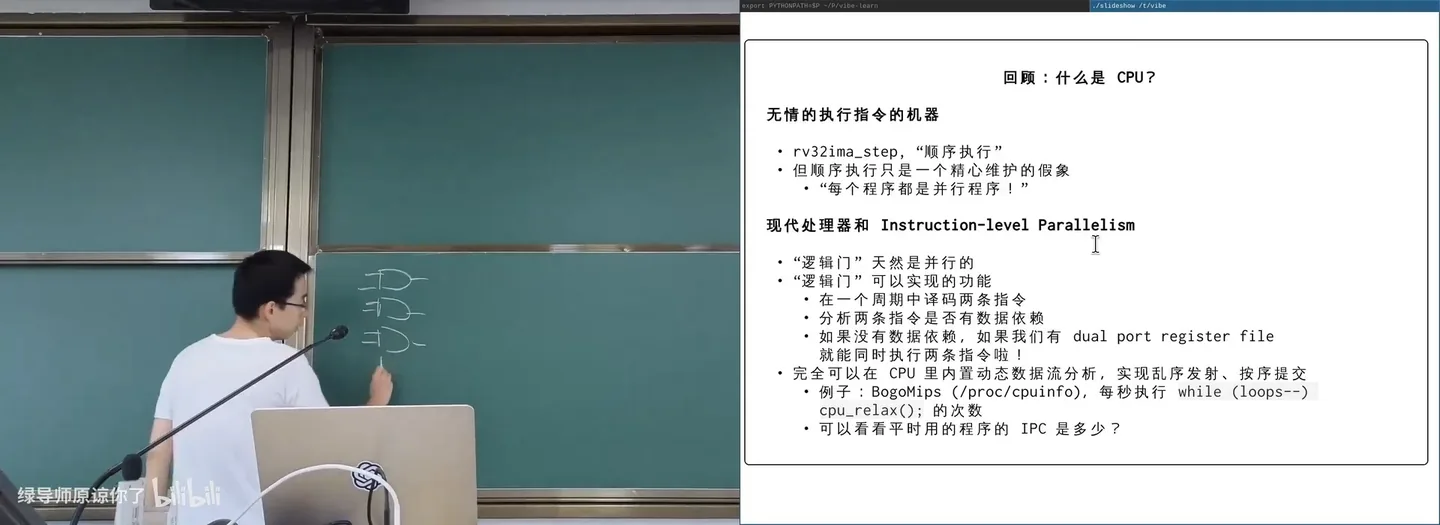 export PYTHONPATH=$P ~/P/vibe-learn
./slideshow /t/vibe
回顾：什么是 CPU？
无情的执行指令的机器
• rv32ima_step, “顺序执行”
• 但顺序执行只是一个精心维护的假象
• “每个程序都是并行程序！”
现代处理器和 Instruction-level Parallelism
• “逻辑门” 天然是并行的
• “逻辑门” 可以实现的功能
• 在一个周期中译码两条指令
• 分析两条指令是否有数据依赖
• 如果没有数据依赖, 如果我们有 dual port register file
就能同时执行两条指令啦！
• 完全可以在 CPU 里内置动态数据流分析, 实现乱序发射、按序提交
• 例子：BogoMips (/proc/cpuinfo), 每秒执行 while (loops--)
cpu_relax(); 的次数
• 可以看看平时用的程序的 IPC 是多少？
绿导师原谅你了 bilibili